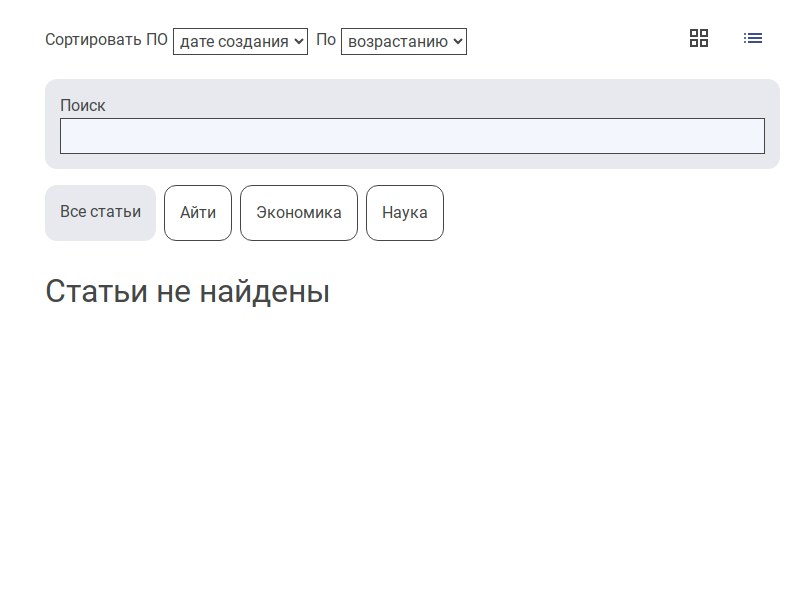 Сортировать ПО дате создания По возрастанию
Поиск
Все статьи Айти Экономика Наука
Статьи не найдены